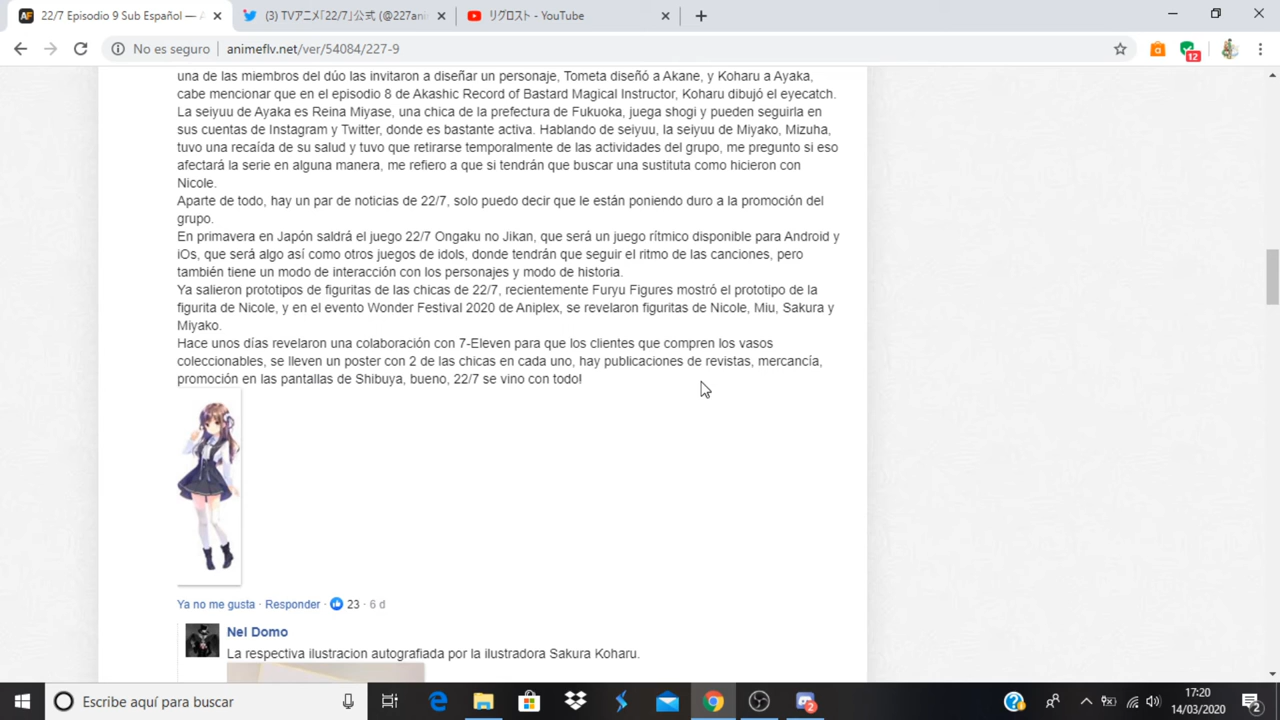 22/7 Episodio 9 Sub Español — A
(3) TVアニメ「22/7」公式 (@227ani
リグロスト - YouTube
No es seguro
animeflv.net/ver/54084/227-9
12
una de las miembros del dúo las invitaron a diseñar un personaje, Tometa diseñó a Akane, y Koharu a Ayaka,
cabe mencionar que en el episodio 8 de Akashic Record of Bastard Magical Instructor, Koharu dibujó el eyecatch.
La seiyuu de Ayaka es Reina Miyase, una chica de la prefectura de Fukuoka, juega shogi y pueden seguirla en
sus cuentas de Instagram y Twitter, donde es bastante activa. Hablando de seiyuu, la seiyuu de Miyako, Mizuha,
tuvo una recaída de su salud y tuvo que retirarse temporalmente de las actividades del grupo, me pregunto si eso
afectará la serie en alguna manera, me refiero a que si tendrán que buscar una sustituta como hicieron con
Nicole.
Aparte de todo, hay un par de noticias de 22/7, solo puedo decir que le están poniendo duro a la promoción del
grupo.
En primavera en Japón saldrá el juego 22/7 Ongaku no Jikan, que será un juego rítmico disponible para Android y
iOs, que será algo así como otros juegos de idols, donde tendrán que seguir el ritmo de las canciones, pero
también tiene un modo de interacción con los personajes y modo de historia.
Ya salieron prototipos de figuritas de las chicas de 22/7, recientemente Furyu Figures mostró el prototipo de la
figurita de Nicole, y en el evento Wonder Festival 2020 de Aniplex, se revelaron figuritas de Nicole, Miu, Sakura y
Miyako.
Hace unos días revelaron una colaboración con 7-Eleven para que los clientes que compren los vasos
coleccionables, se lleven un poster con 2 de las chicas en cada uno, hay publicaciones de revistas, mercancía,
promoción en las pantallas de Shibuya, bueno, 22/7 se vino con todo!
Ya no me gusta · Responder · 23 · 6 d
Nel Domo
La respectiva ilustracion autografiada por la ilustradora Sakura Koharu.
Escribe aquí para buscar
2
17:20
14/03/2020
2